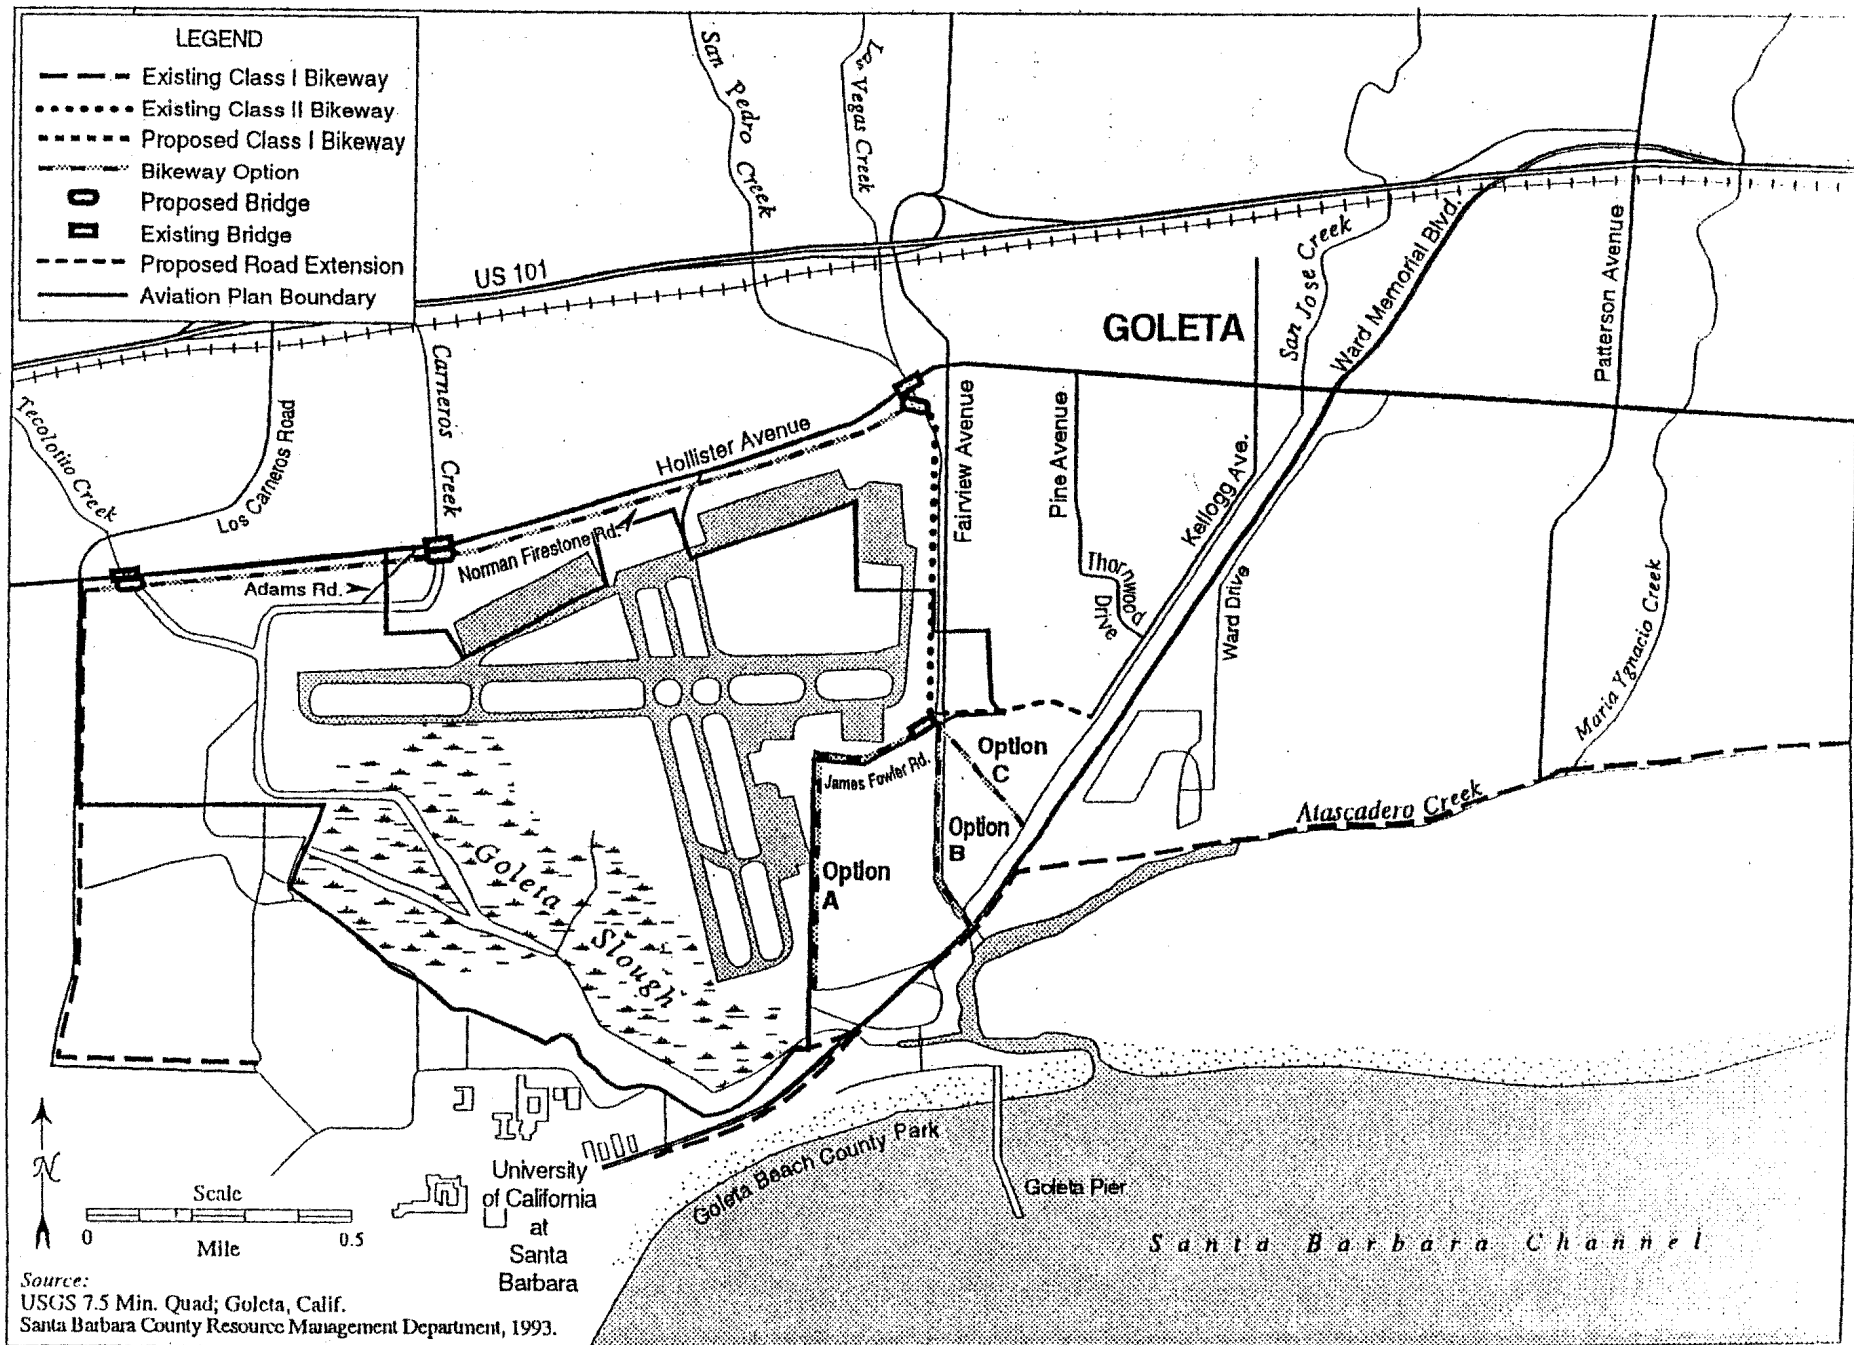 LEGEND
Existing Class I Bikeway
Existing Class II Bikeway
Proposed Class I Bikeway
Bikeway Option
Proposed Bridge
Existing Bridge
Proposed Road Extension
Aviation Plan Boundary
San Pedro Creek
Las Vegas Creek
US 101
GOLETA
San Jose Creek
Ward Memorial Blvd.
Patterson Avenue
Tecolotito Creek
Los Carneros Road
Carneros Creek
Hollister Avenue
Fairview Avenue
Pine Avenue
Kellogg Ave.
Norman Firestone Rd.
Adams Rd.
Thornwood
Drive
Ward Drive
Maria Ygnacio Creek
Option
C
James Fowler Rd.
Option
B
Option
A
Atascadero Creek
Goleta
Slough
University
of California
at
Santa
Barbara
Goleta Beach County Park
Goleta Pier
Santa Barbara Channel
N
Scale
0 0.5
Mile
Source:
USGS 7.5 Min. Quad; Goleta, Calif.
Santa Barbara County Resource Management Department, 1993.